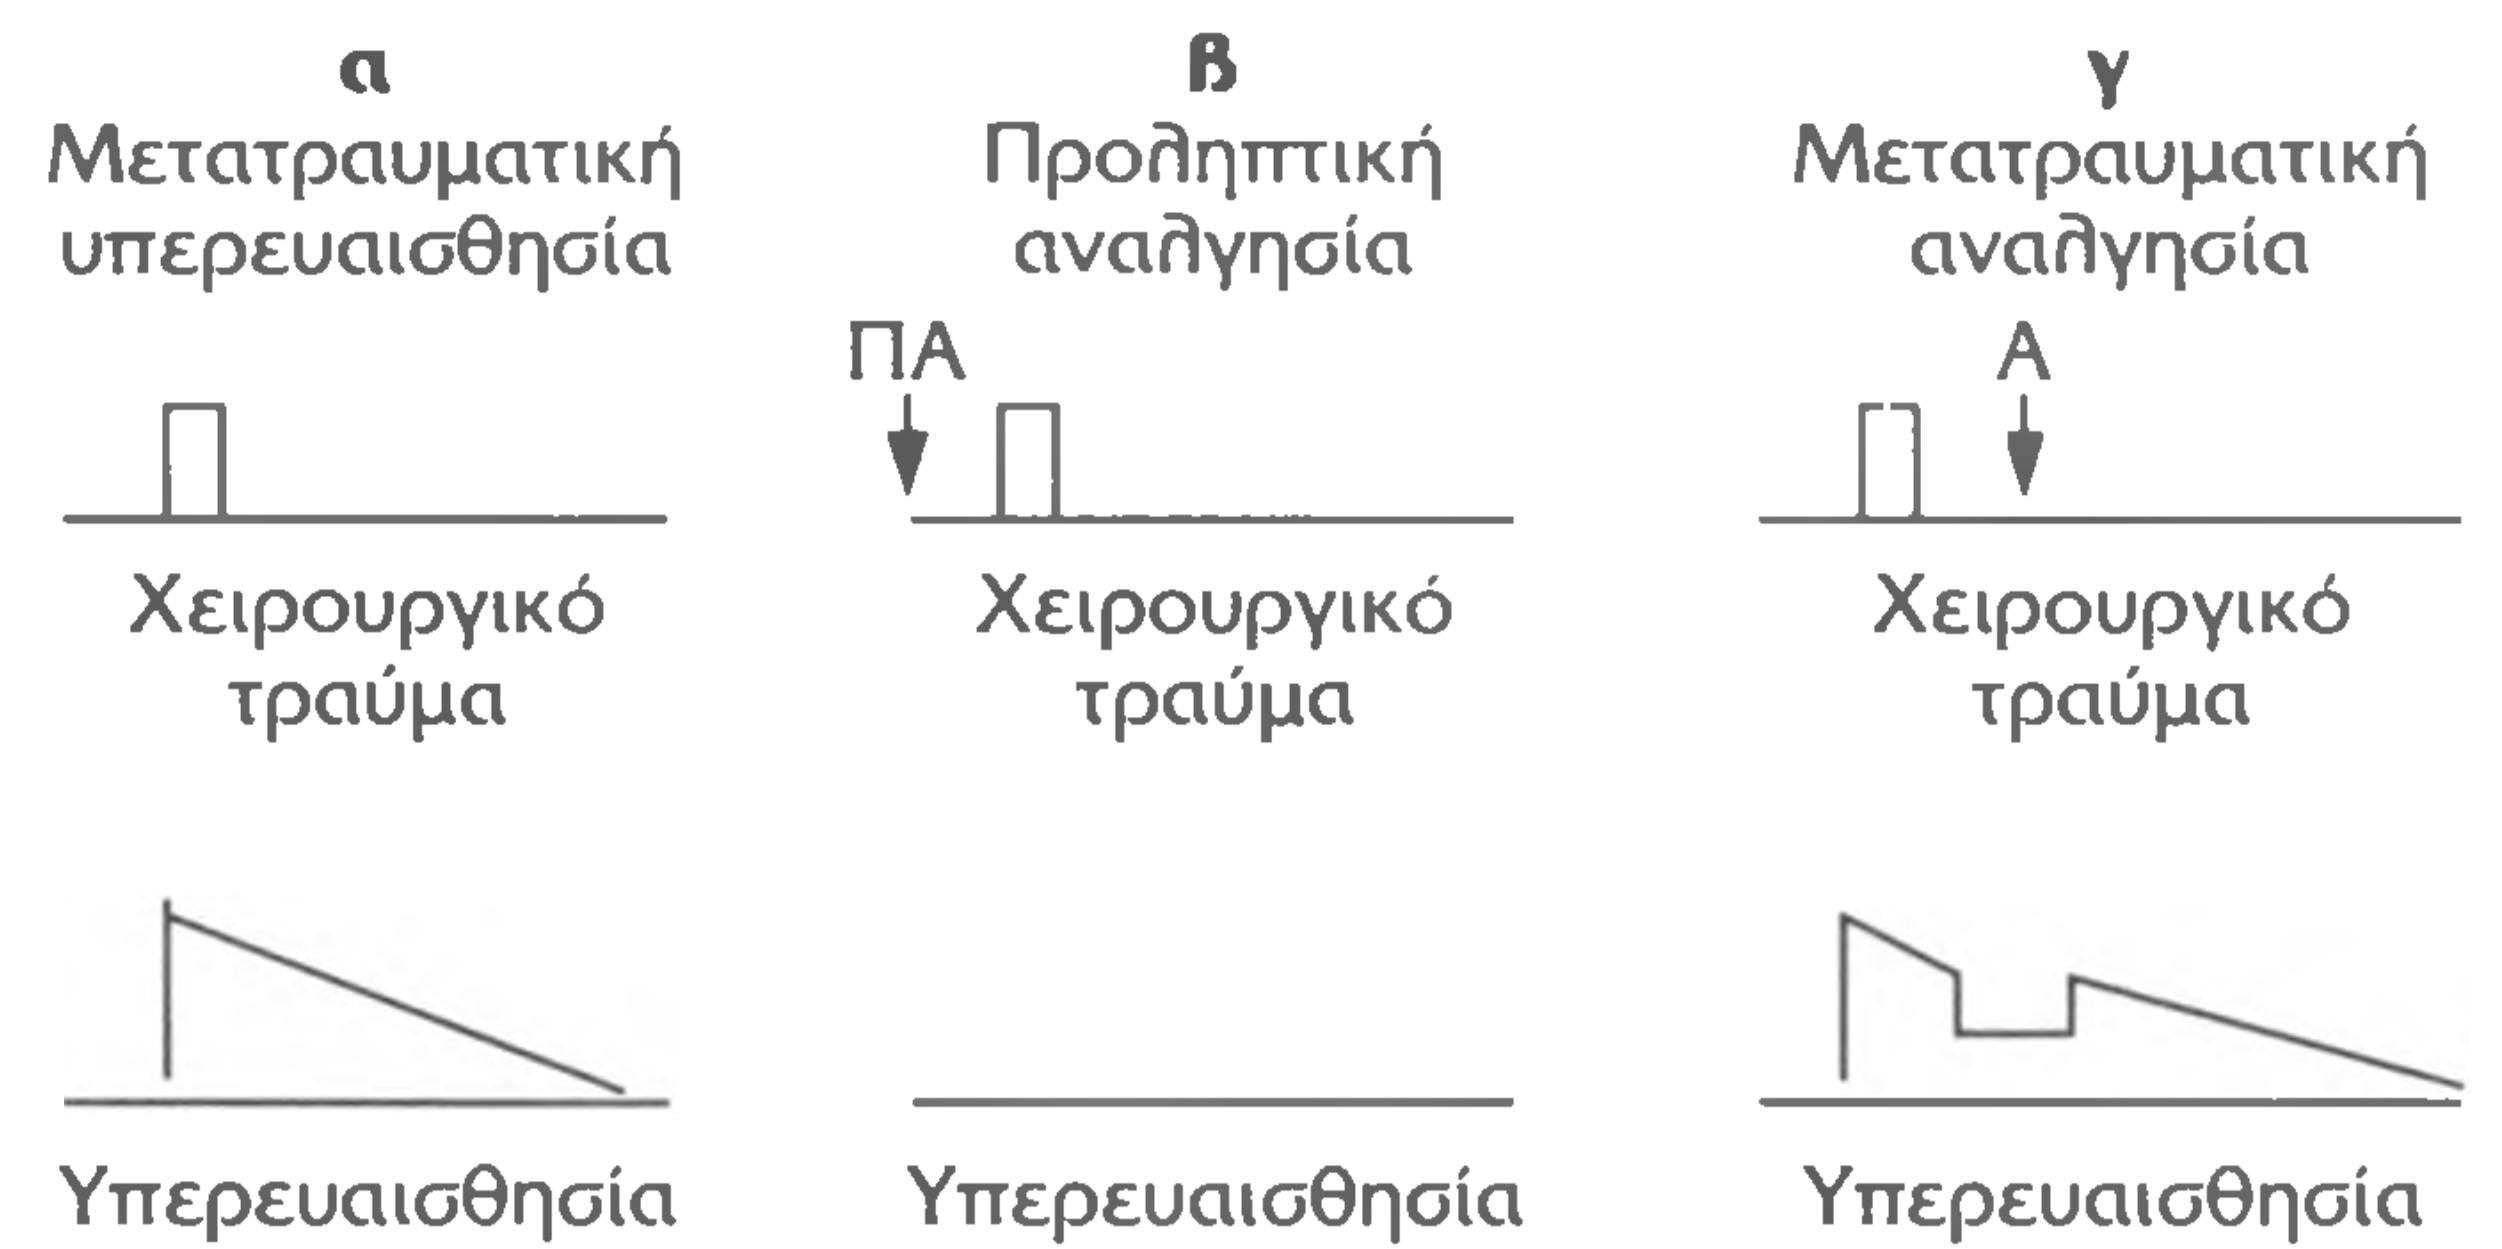 α
Μετατραυματική
υπερευαισθησία
Χειρουργικό
τραύμα
Υπερευαισθησία
β
Προληπτική
αναλγησία
ΠΑ
Χειρουργικό
τραύμα
Υπερευαισθησία
γ
Μετατραυματική
αναλγησία
Α
Χειρουργικό
τραύμα
Υπερευαισθησία